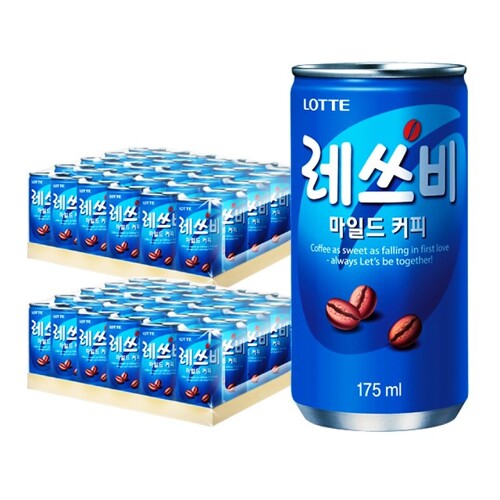 LOTTE
레쓰비
마일드 커피
Coffee as sweet as falling in first love
- always Let's be together!
175 ml